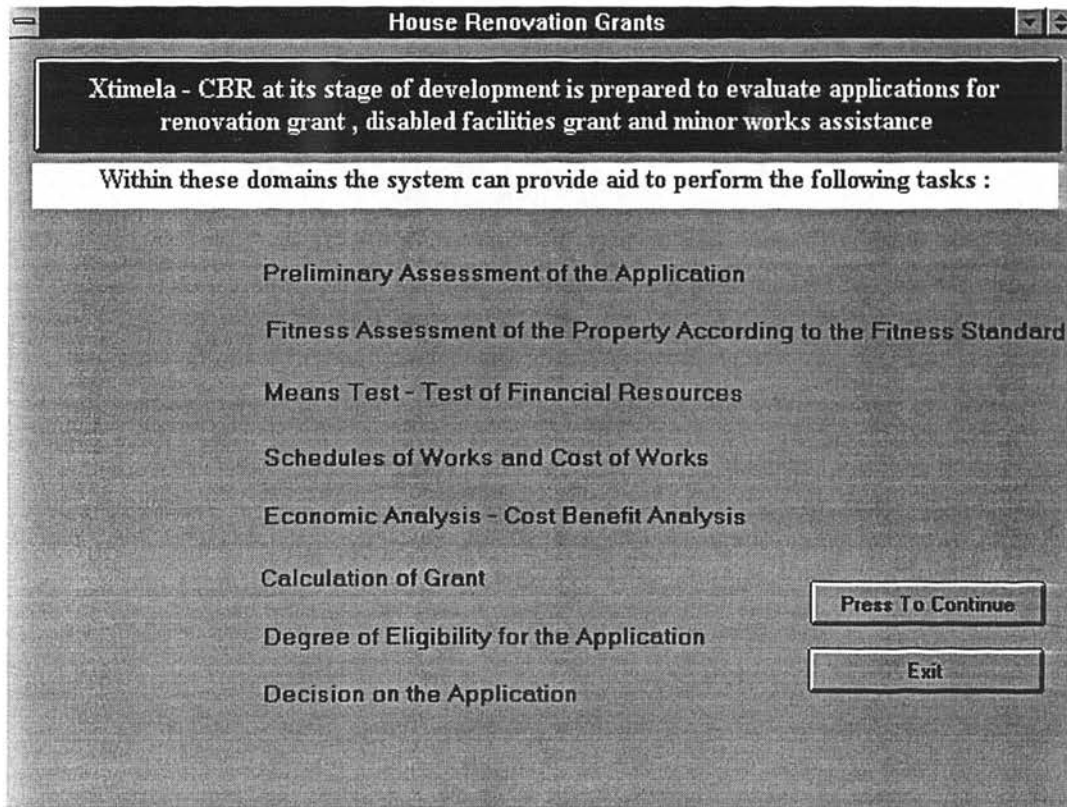 House Renovation Grants
Xtimela - CBR at its stage of development is prepared to evaluate applications for
renovation grant , disabled facilities grant and minor works assistance
Within these domains the system can provide aid to perform the following tasks :
Preliminary Assessment of the Application
Fitness Assessment of the Property According to the Fitness Standard
Means Test - Test of Financial Resources
Schedules of Works and Cost of Works
Economic Analysis - Cost Benefit Analysis
Calculation of Grant
Press To Continue
Degree of Eligibility for the Application
Exit
Decision on the Application